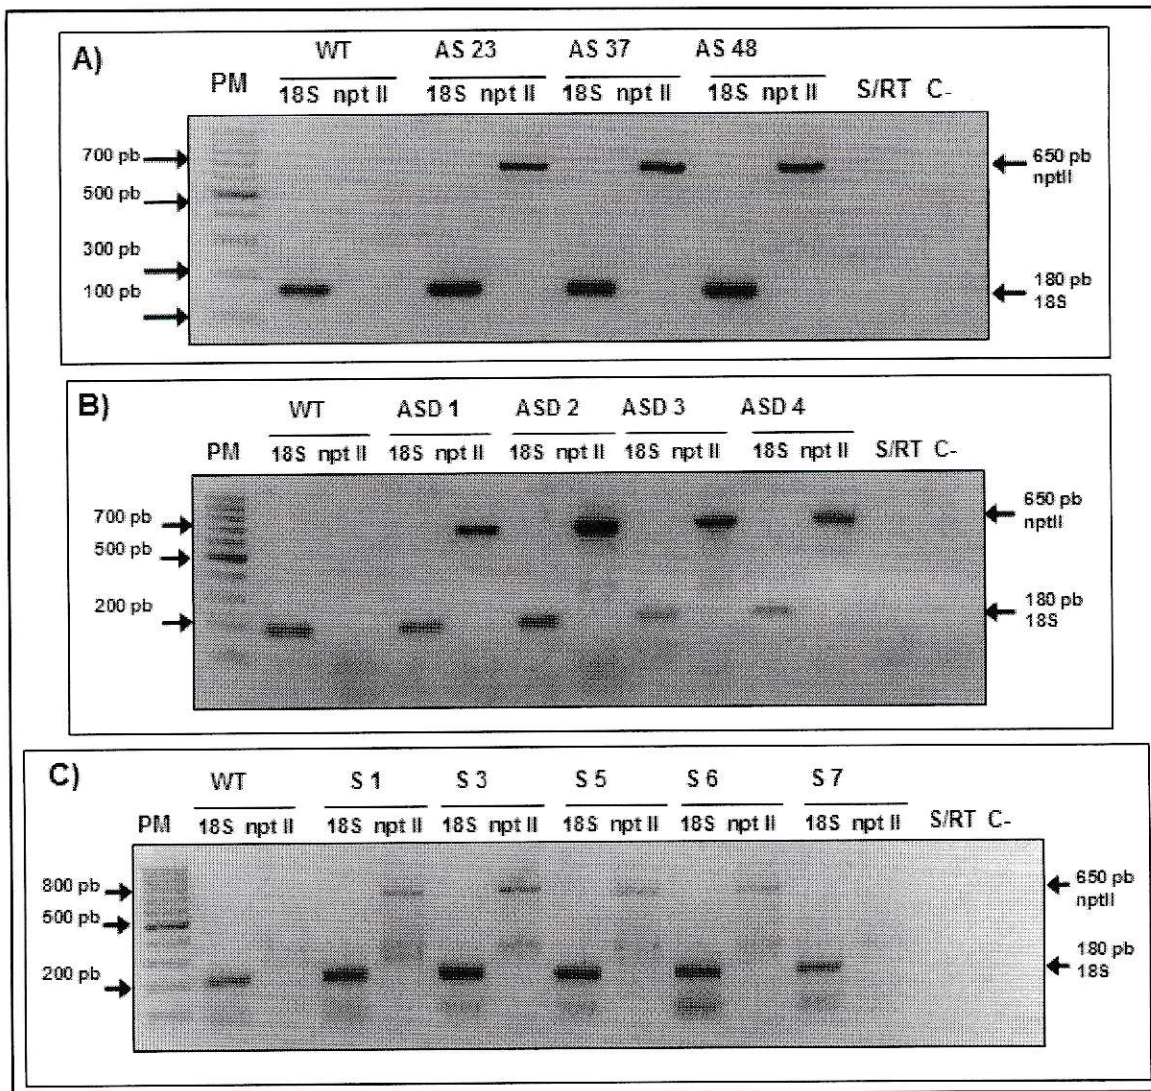 A)
WT AS 23 AS 37 AS 48
PM 18S npt II 18S npt II 18S npt II 18S npt II S/RT C-
700 pb
500 pb
300 pb
100 pb
650 pb
nptII
180 pb
18S
B)
WT ASD 1 ASD 2 ASD 3 ASD 4
PM 18S npt II 18S npt II 18S npt II 18S npt II 18S npt II S/RT C-
700 pb
500 pb
200 pb
650 pb
nptII
180 pb
18S
C)
WT S 1 S 3 S 5 S 6 S 7
PM 18S npt II 18S npt II 18S npt II 18S npt II 18S npt II 18S npt II S/RT C-
800 pb
500 pb
200 pb
650 pb
nptII
180 pb
18S